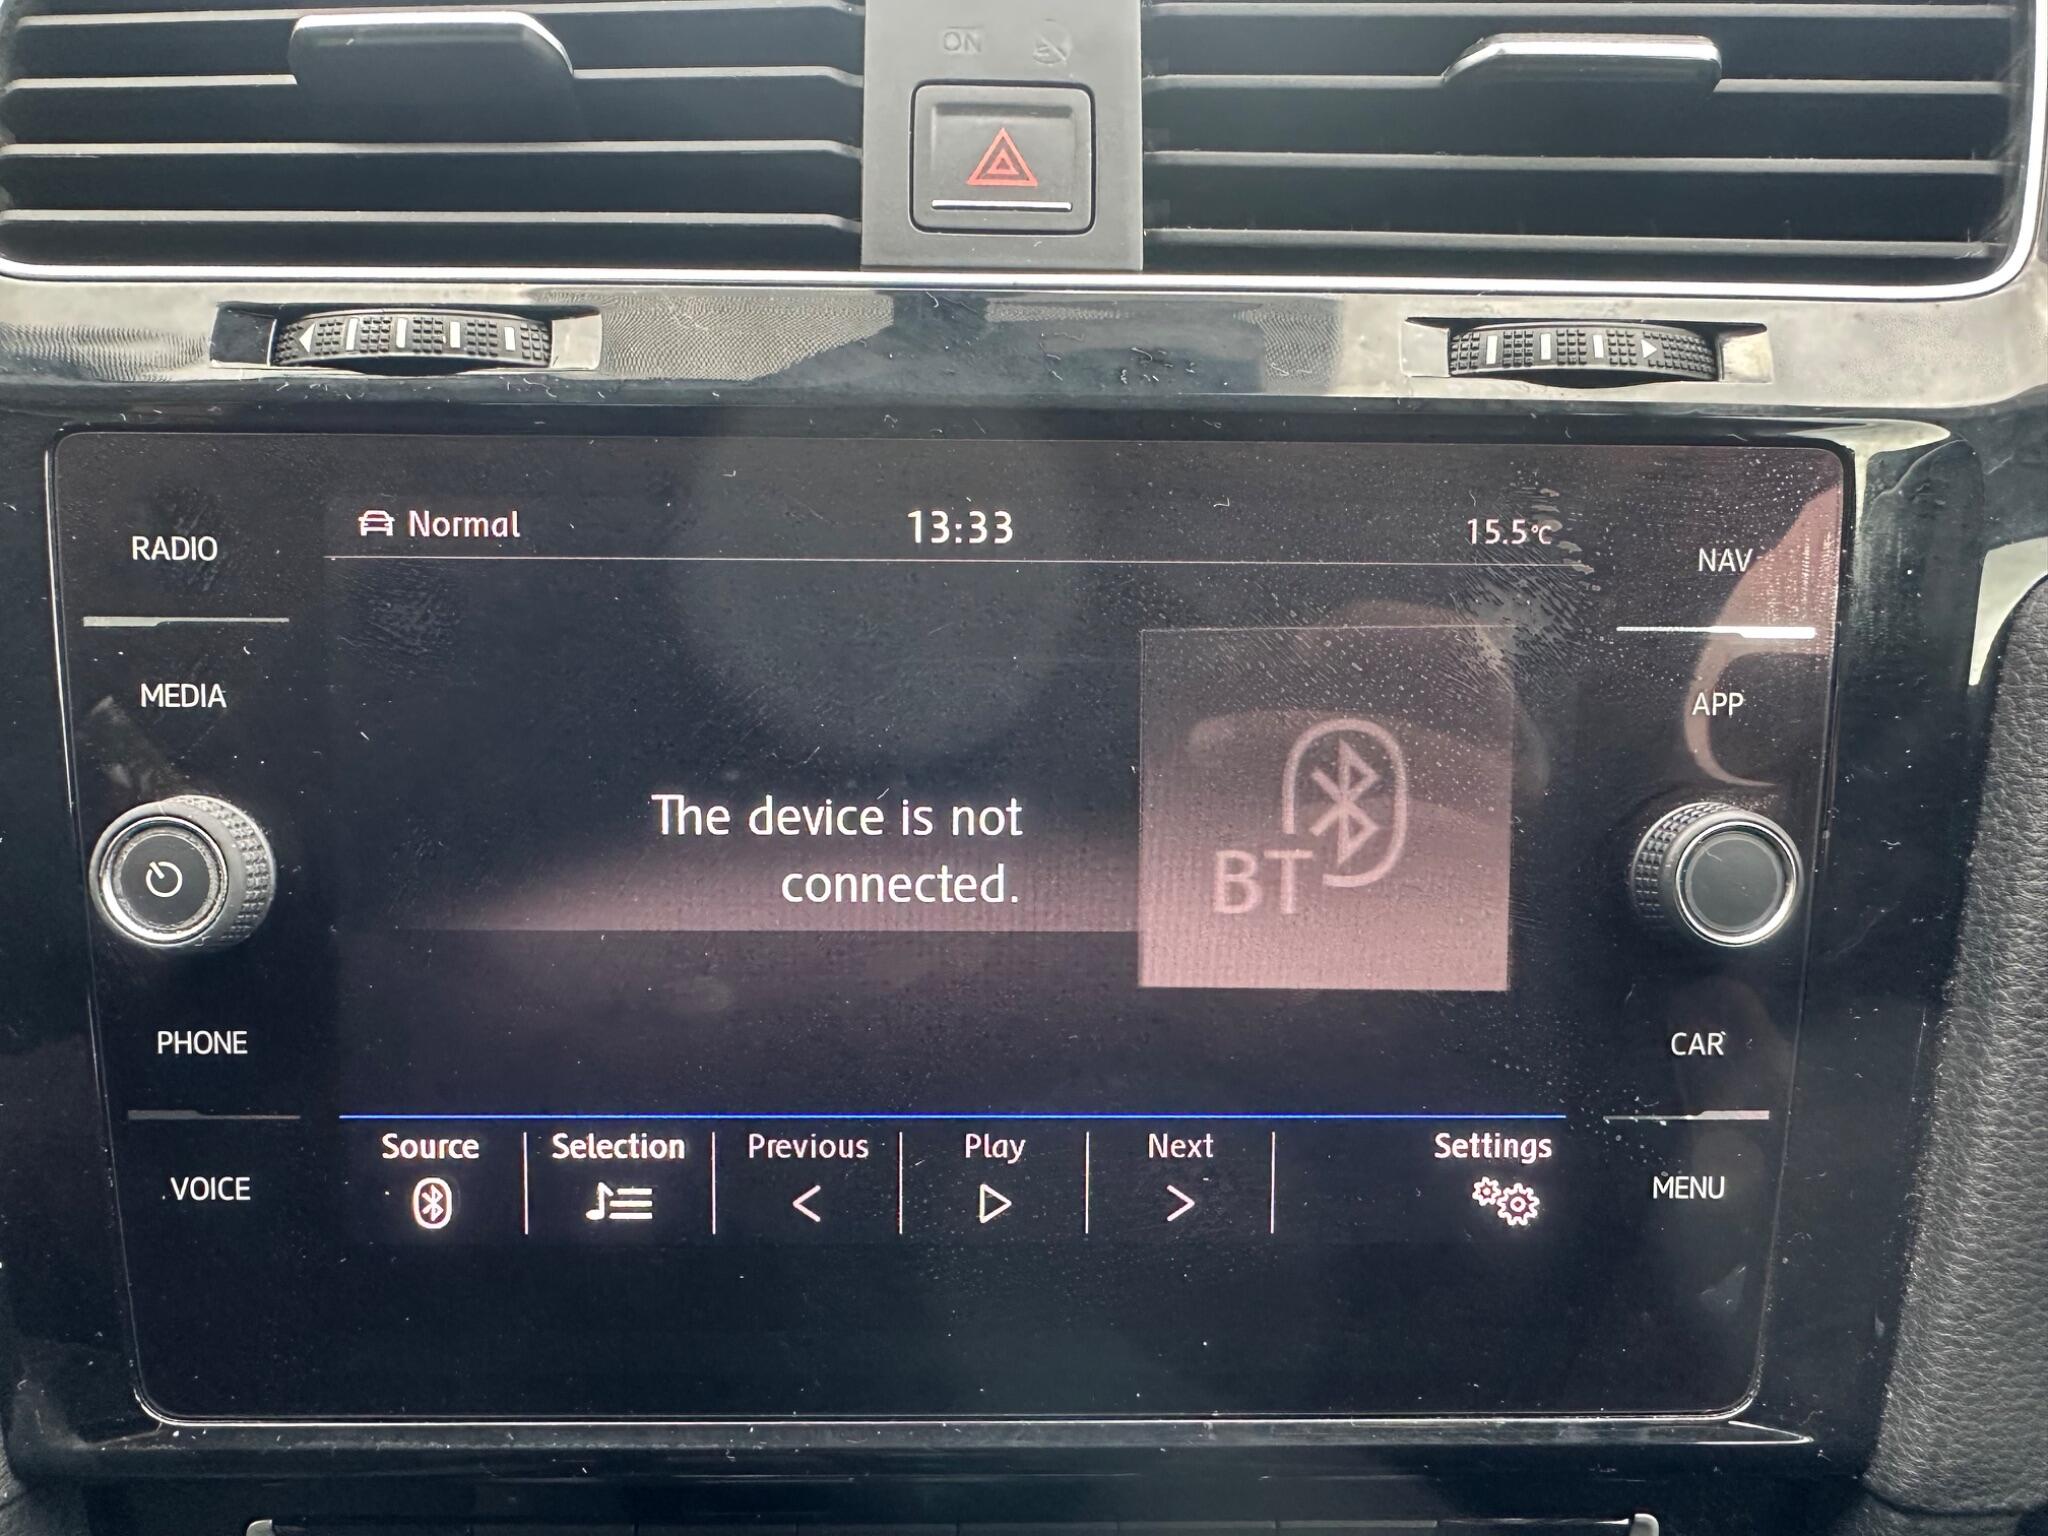 ON
RADIO
Normal
13:33
15.5°C
NAV
MEDIA
APP
The device is not
connected.
BT
PHONE
CAR
Source
Selection
Previous
Play
Next
Settings
VOICE
MENU